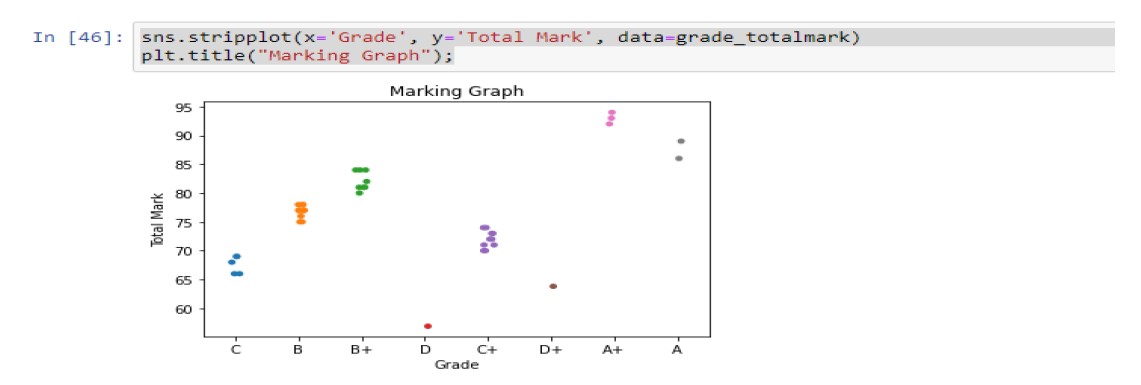 In [46]: sns.stripplot(x='Grade', y='Total Mark', data=grade_totalmark)
plt.title("Marking Graph");
Marking Graph
95
90
85
80
75
70
65
60
Total Mark
C B B+ D C+ D+ A+ A
Grade